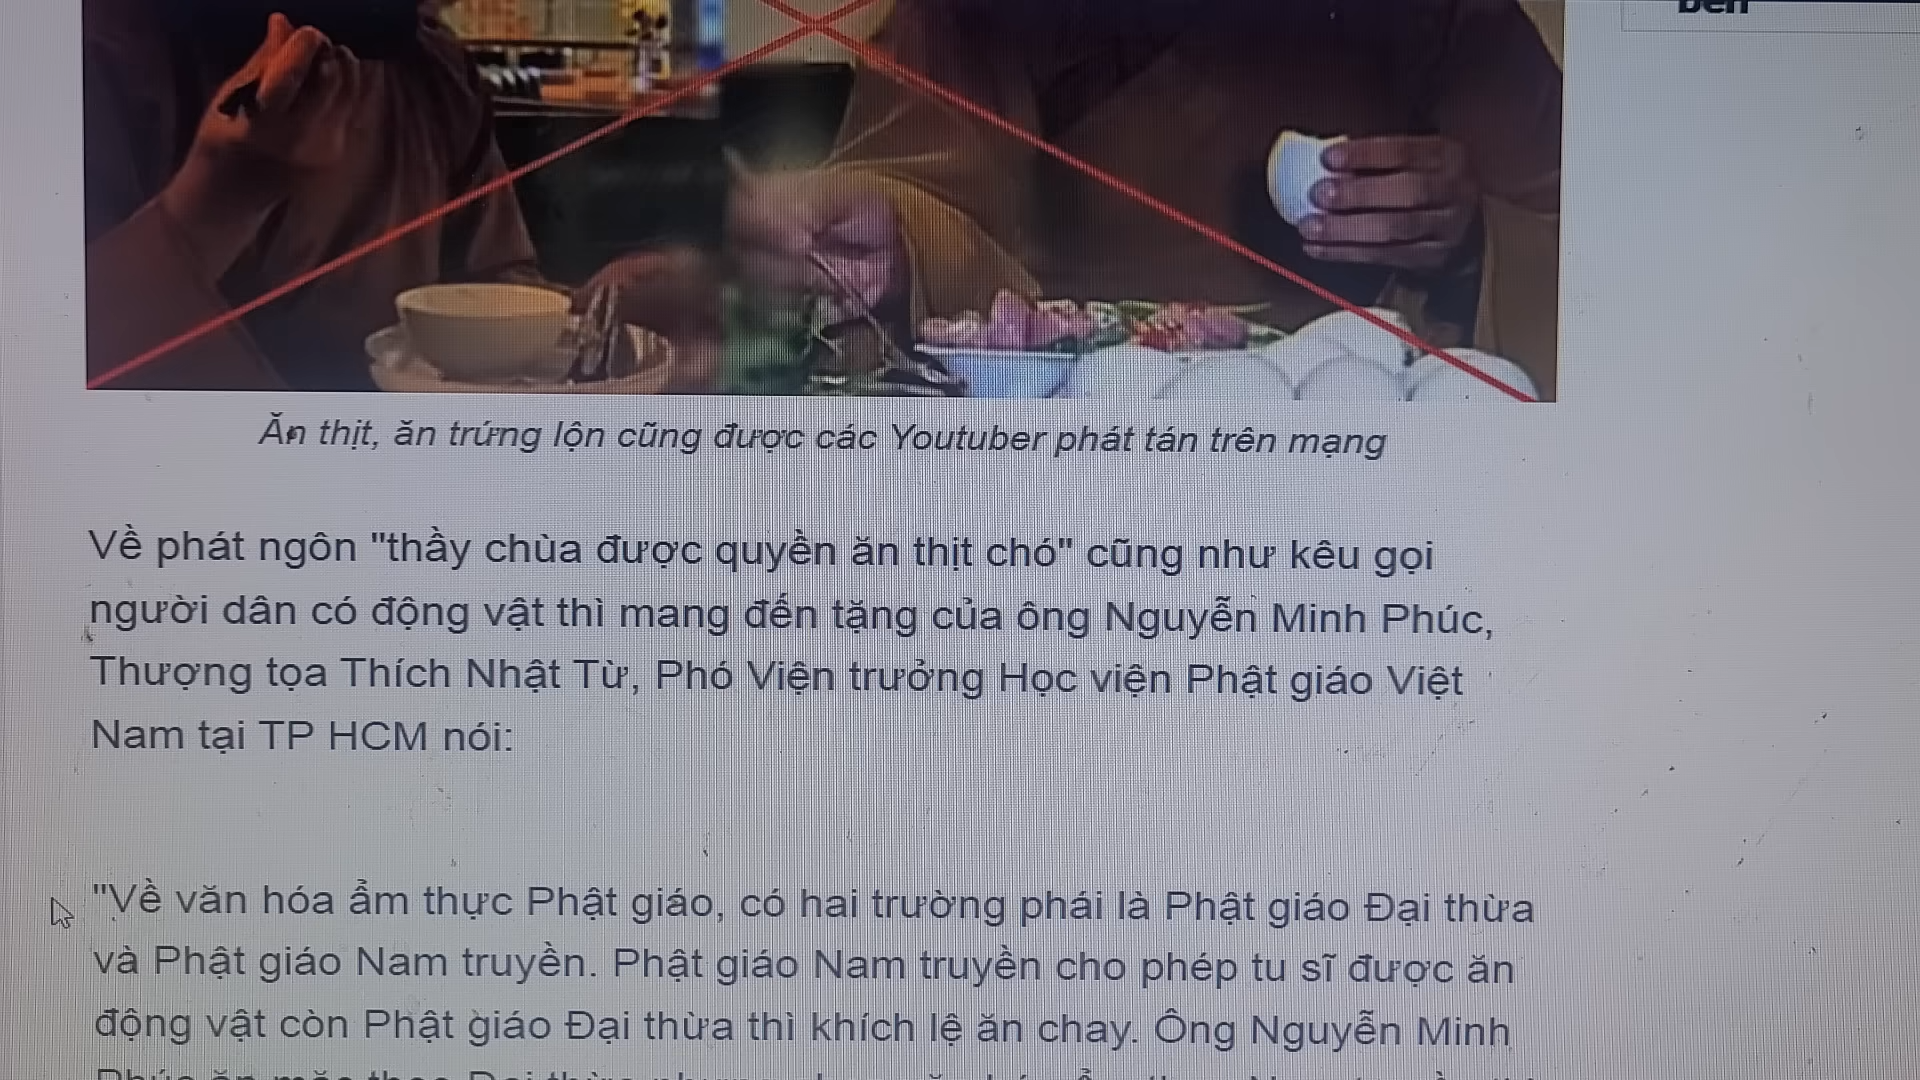 Ăn thịt, ăn trứng lộn cũng được các Youtuber phát tán trên mạng
Về phát ngôn "thầy chùa được quyền ăn thịt chó" cũng như kêu gọi
người dân có động vật thì mang đến tặng của ông Nguyễn Minh Phúc,
Thượng tọa Thích Nhật Từ, Phó Viện trưởng Học viện Phật giáo Việt
Nam tại TP HCM nói:
"Về văn hóa ẩm thực Phật giáo, có hai trường phái là Phật giáo Đại thừa
và Phật giáo Nam truyền. Phật giáo Nam truyền cho phép tu sĩ được ăn
động vật còn Phật giáo Đại thừa thì khích lệ ăn chay. Ông Nguyễn Minh